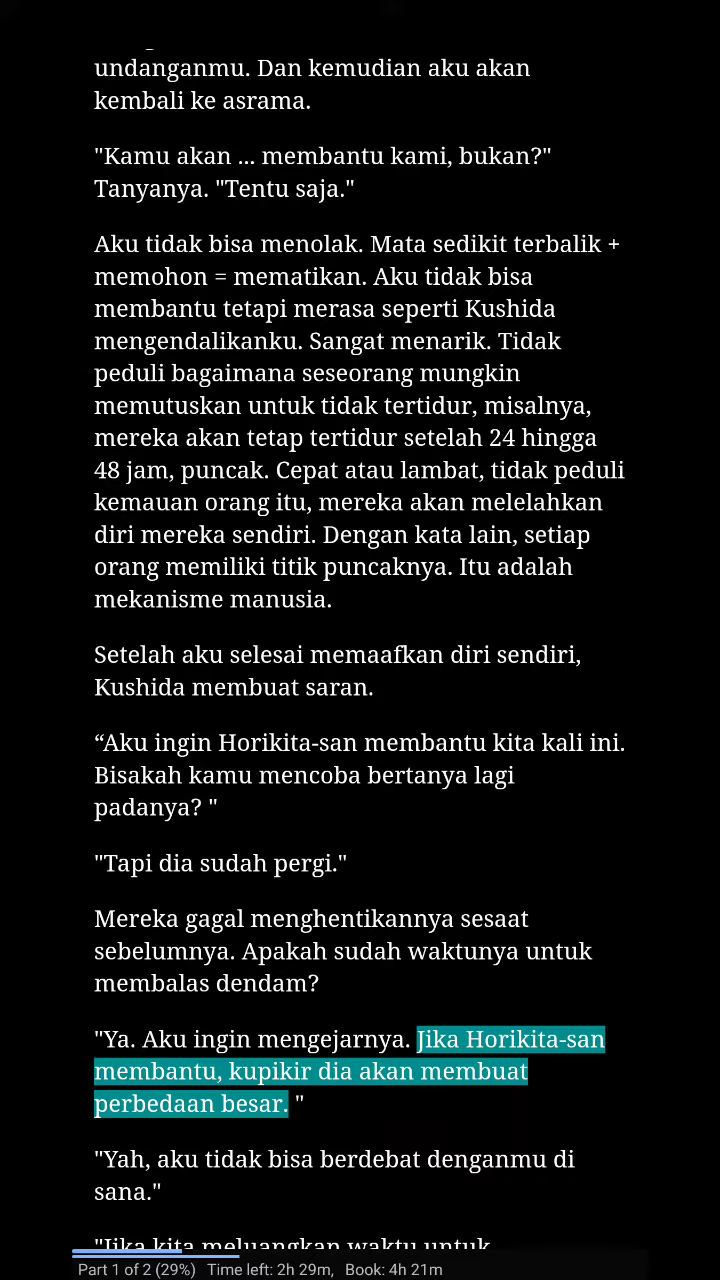 undanganmu. Dan kemudian aku akan
kembali ke asrama.
"Kamu akan ... membantu kami, bukan?"
Tanyanya. "Tentu saja."
Aku tidak bisa menolak. Mata sedikit terbalik +
memohon = mematikan. Aku tidak bisa
membantu tetapi merasa seperti Kushida
mengendalikanku. Sangat menarik. Tidak
peduli bagaimana seseorang mungkin
memutuskan untuk tidak tertidur, misalnya,
mereka akan tetap tertidur setelah 24 hingga
48 jam, puncak. Cepat atau lambat, tidak peduli
kemauan orang itu, mereka akan melelahkan
diri mereka sendiri. Dengan kata lain, setiap
orang memiliki titik puncaknya. Itu adalah
mekanisme manusia.
Setelah aku selesai memaafkan diri sendiri,
Kushida membuat saran.
“Aku ingin Horikita-san membantu kita kali ini.
Bisakah kamu mencoba bertanya lagi
padanya? "
"Tapi dia sudah pergi."
Mereka gagal menghentikannya sesaat
sebelumnya. Apakah sudah waktunya untuk
membalas dendam?
"Ya. Aku ingin mengejarnya. Jika Horikita-san
membantu, kupikir dia akan membuat
perbedaan besar. "
"Yah, aku tidak bisa berdebat denganmu di
sana."
"Jika kita meluangkan waktu untuk
Part 1 of 2 (29%) Time left: 2h 29m, Book: 4h 21m